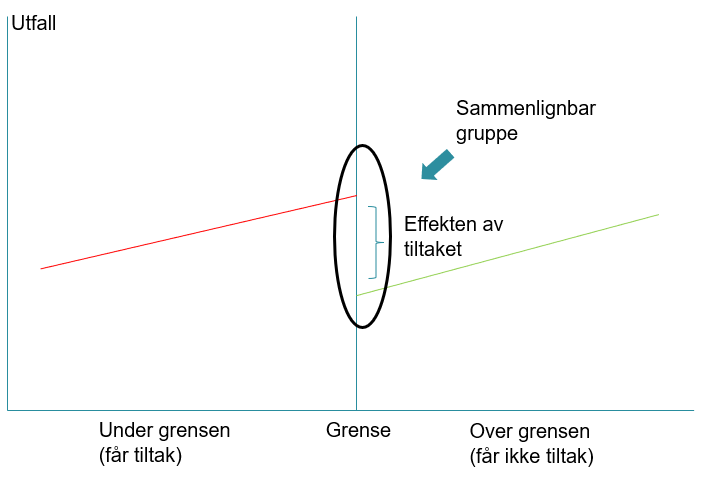 Utfall
Sammenlignbar
gruppe
Effekten av
tiltaket
Under grensen
(får tiltak)
Grense
Over grensen
(får ikke tiltak)